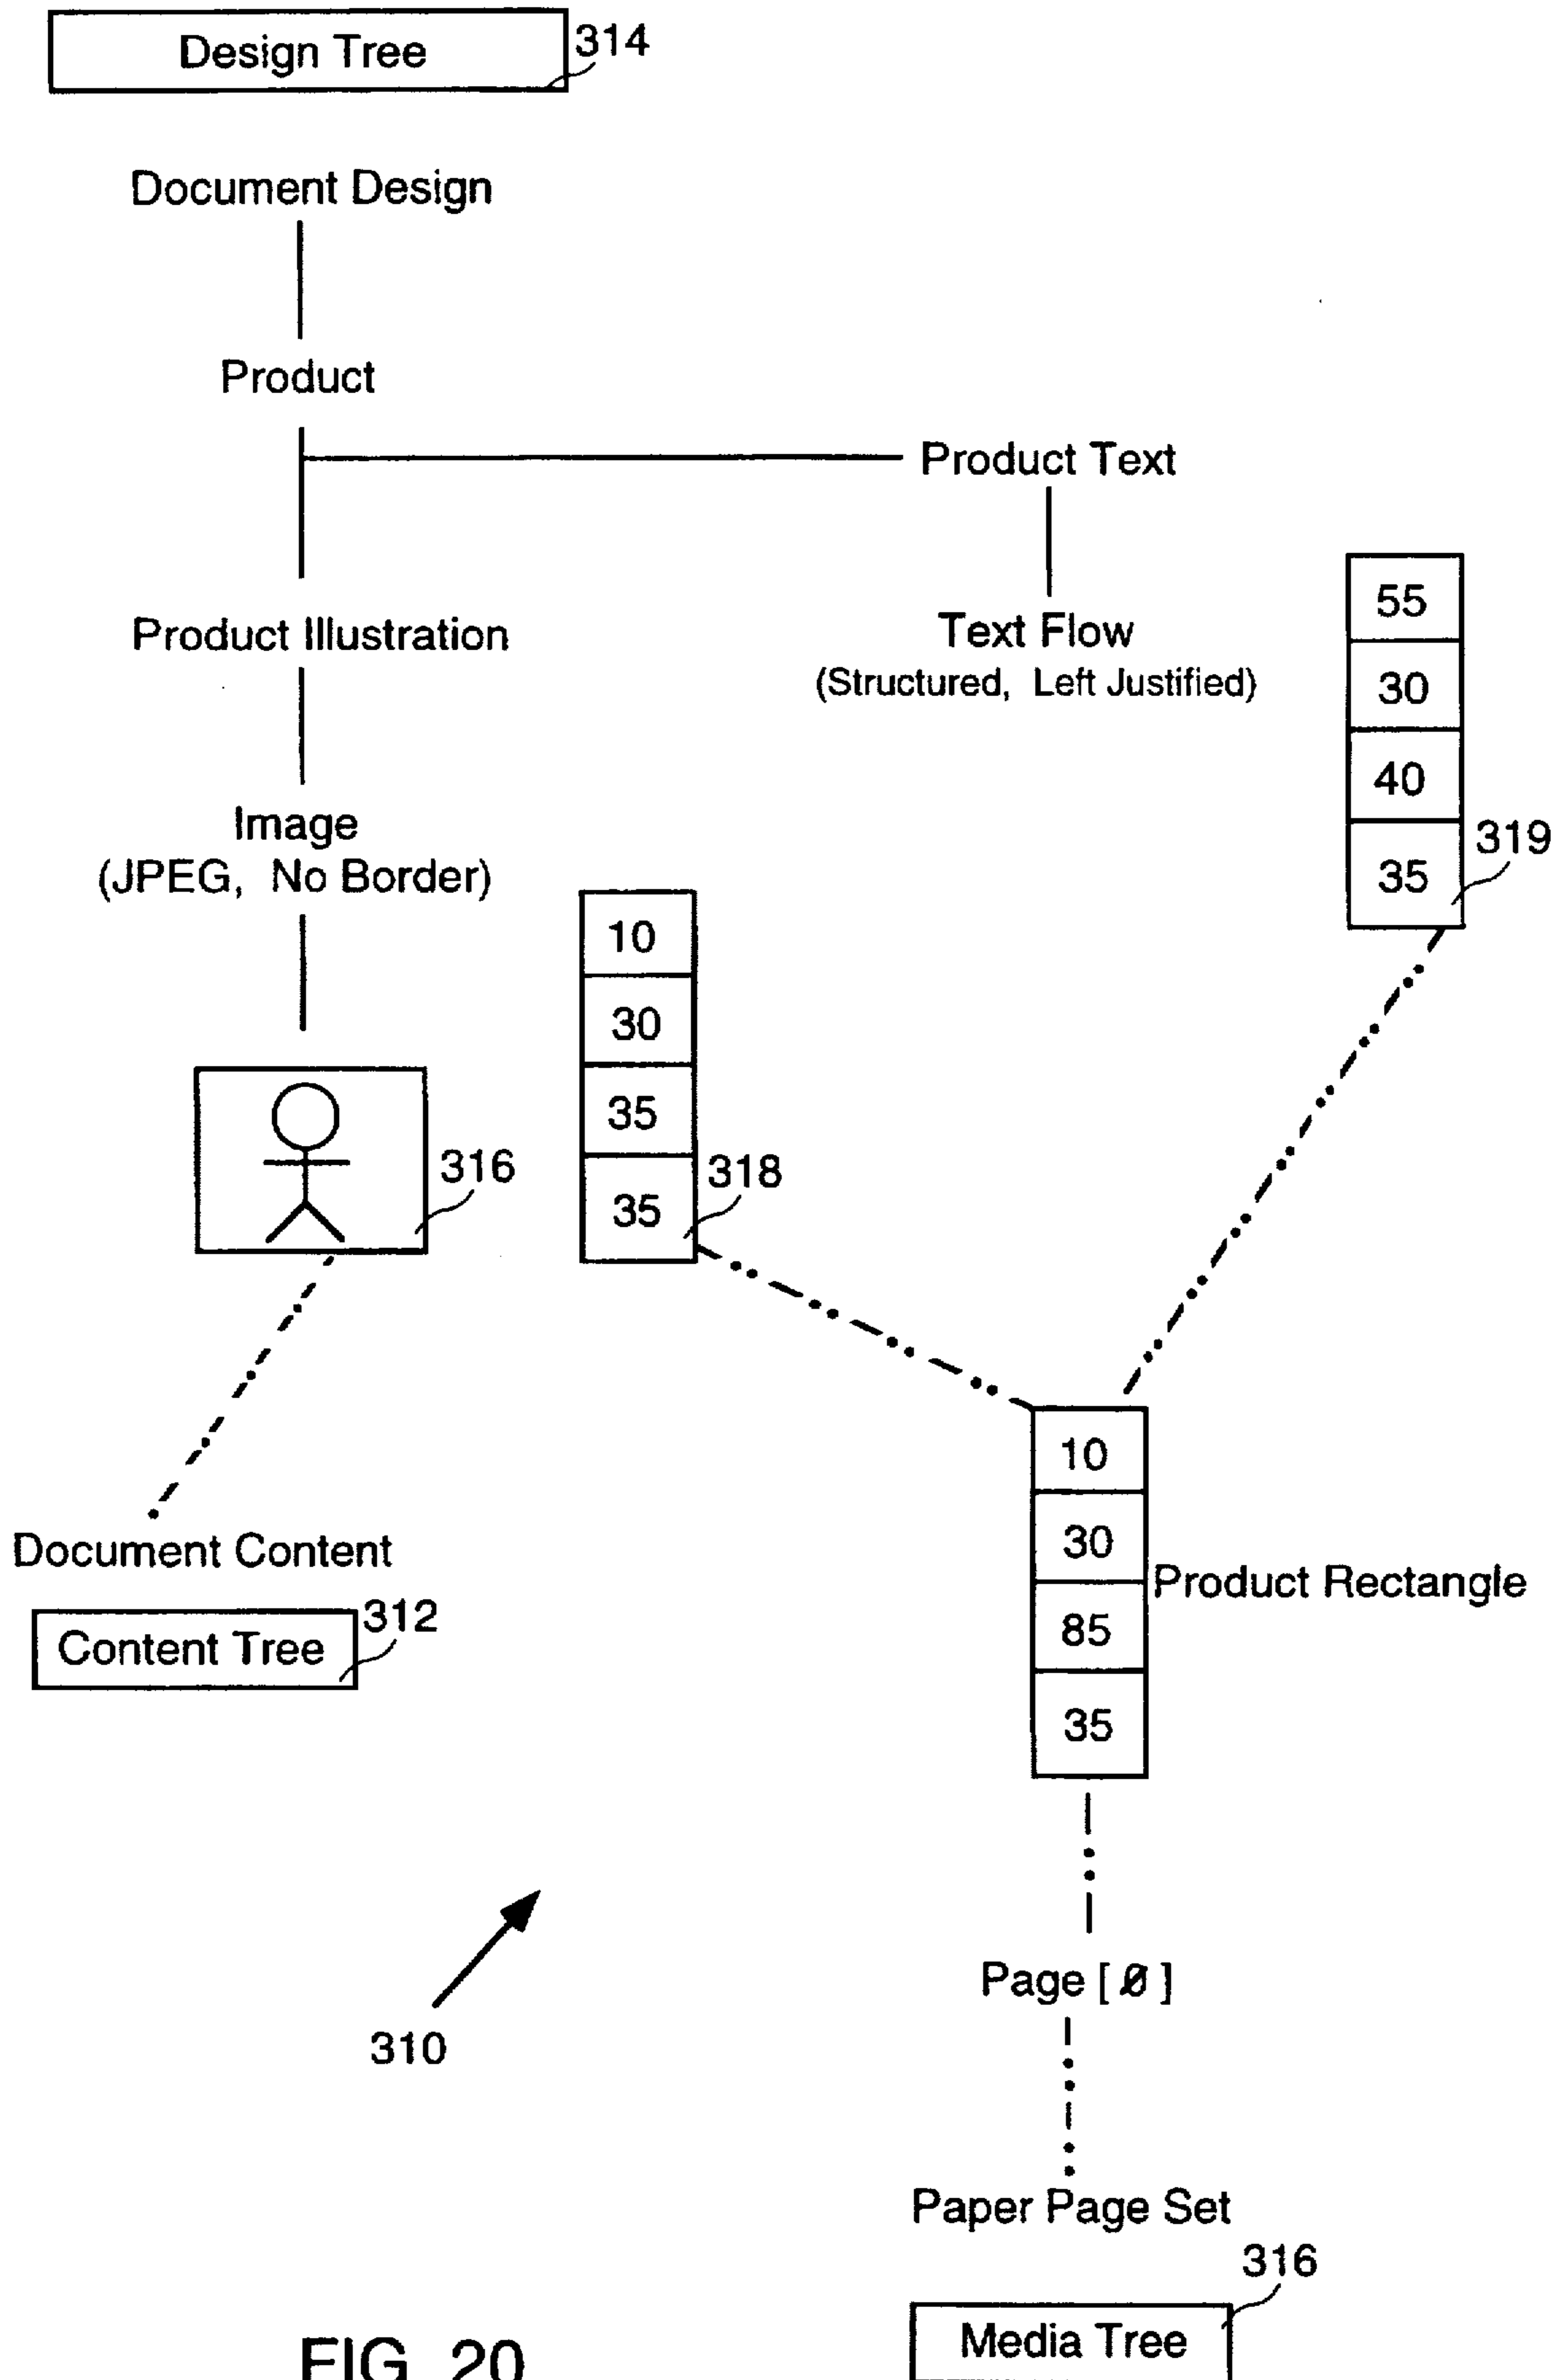 Design Tree
314
Document Design
Product
Product Text
Product Illustration
Text Flow
(Structured, Left Justified)
55
30
40
35
319
Image
(JPEG, No Border)
10
30
35
35
318
316
Document Content
Content Tree
312
10
30
85
35
Product Rectangle
310
Page [ 0 ]
Paper Page Set
316
Media Tree
FIG. 20